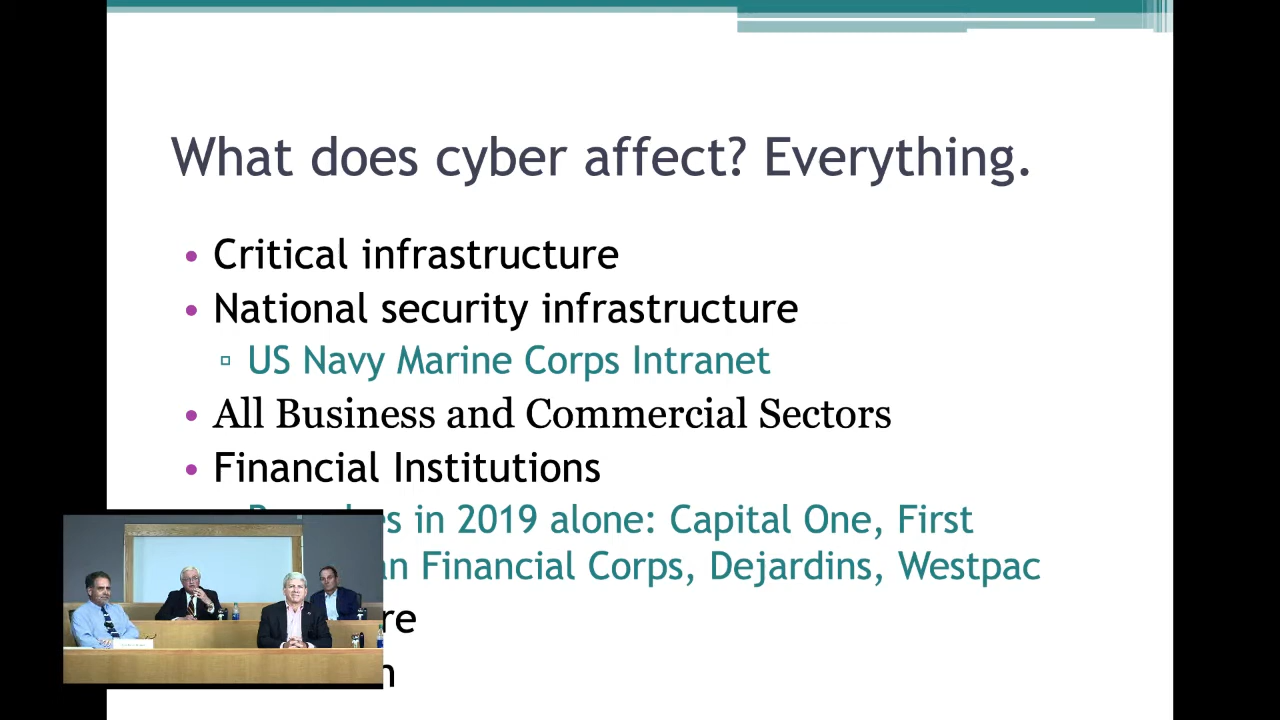 What does cyber affect? Everything.
• Critical infrastructure
• National security infrastructure
▫ US Navy Marine Corps Intranet
• All Business and Commercial Sectors
• Financial Institutions
in 2019 alone: Capital One, First
Financial Corps, Dejardins, Westpac